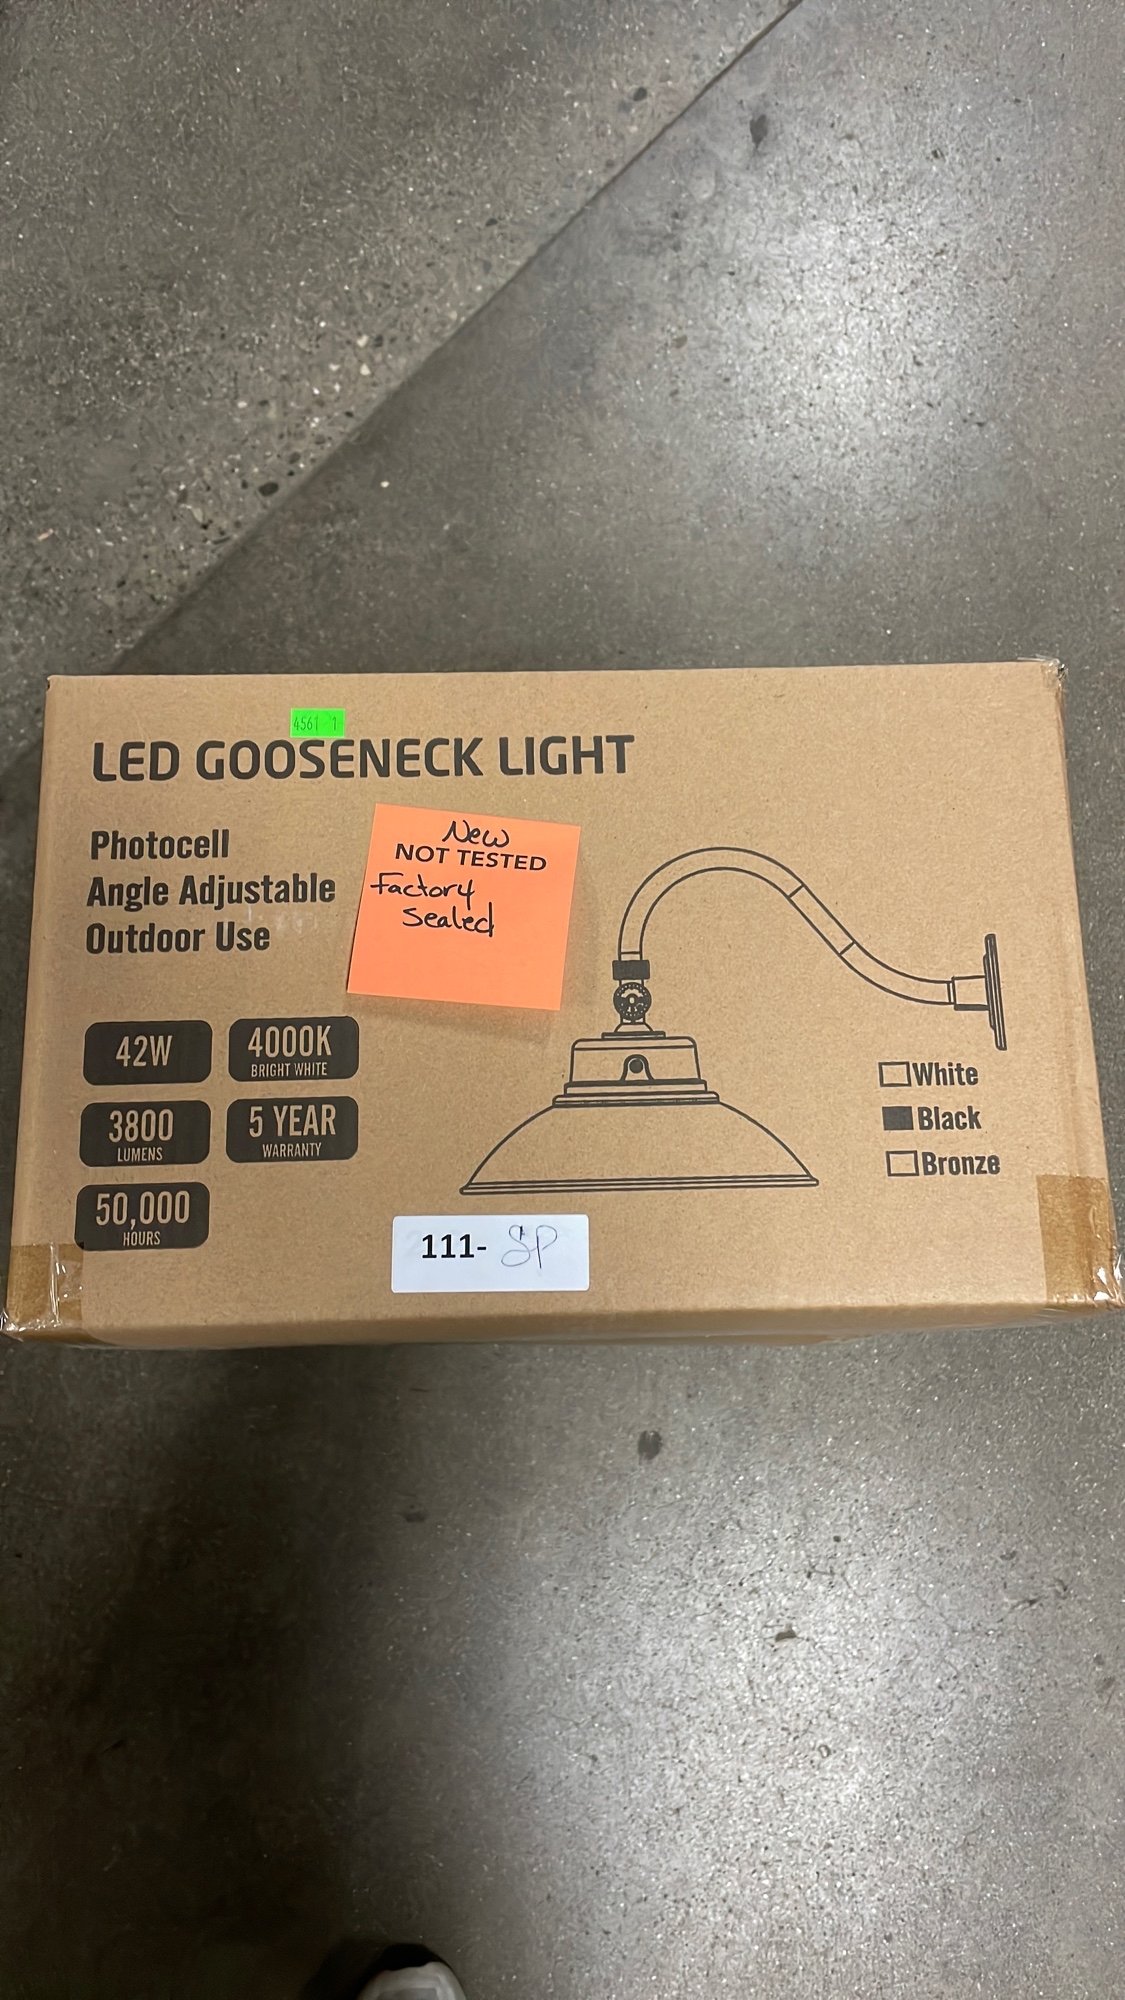 4561 1
LED GOOSENECK LIGHT
Photocell
Angle Adjustable
Outdoor Use
New
NOT TESTED
Factory
Sealed
42W
4000K
BRIGHT WHITE
3800
LUMENS
5 YEAR
WARRANTY
50,000
HOURS
White
Black
Bronze
111- SP